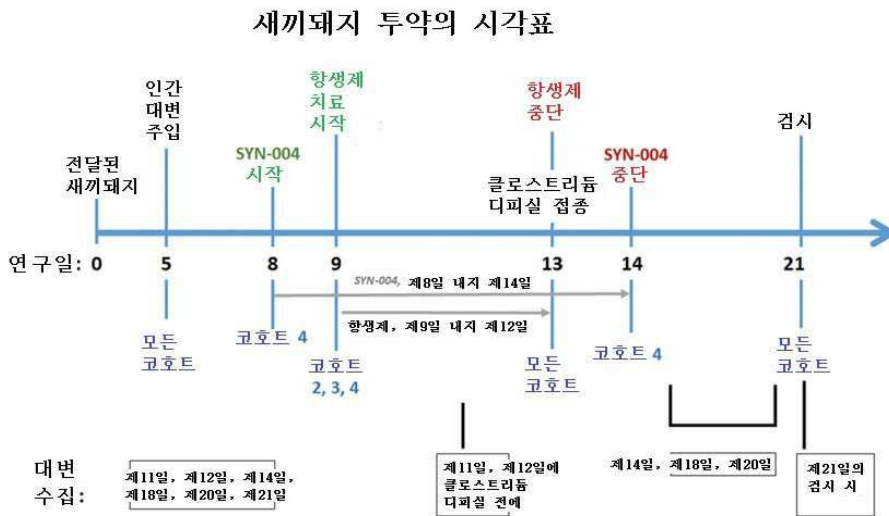 새끼돼지 투약의 시각표
전달된
새끼돼지
인간
대변
주입
SYN-004
시작
항생제
치료
시작
항생제
중단
클로스트리듐
디피실 접종
SYN-004
중단
검시
연구일: 0 5 8 9 13 14 21
SYN-004, 제8일 내지 제14일
항생제, 제9일 내지 제12일
모든
코호트
코호트 4
코호트
2, 3, 4
모든
코호트
코호트 4
모든
코호트
대변
수집:
제11일, 제12일, 제14일,
제18일, 제20일, 제21일
제11일, 제12일에
클로스트리듐
디피실 전에
제14일, 제18일, 제20일
제21일의
검시 시